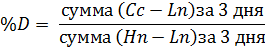 %D = сумма (Cc − Ln)за 3 дня / сумма (Hn − Ln)за 3 дня